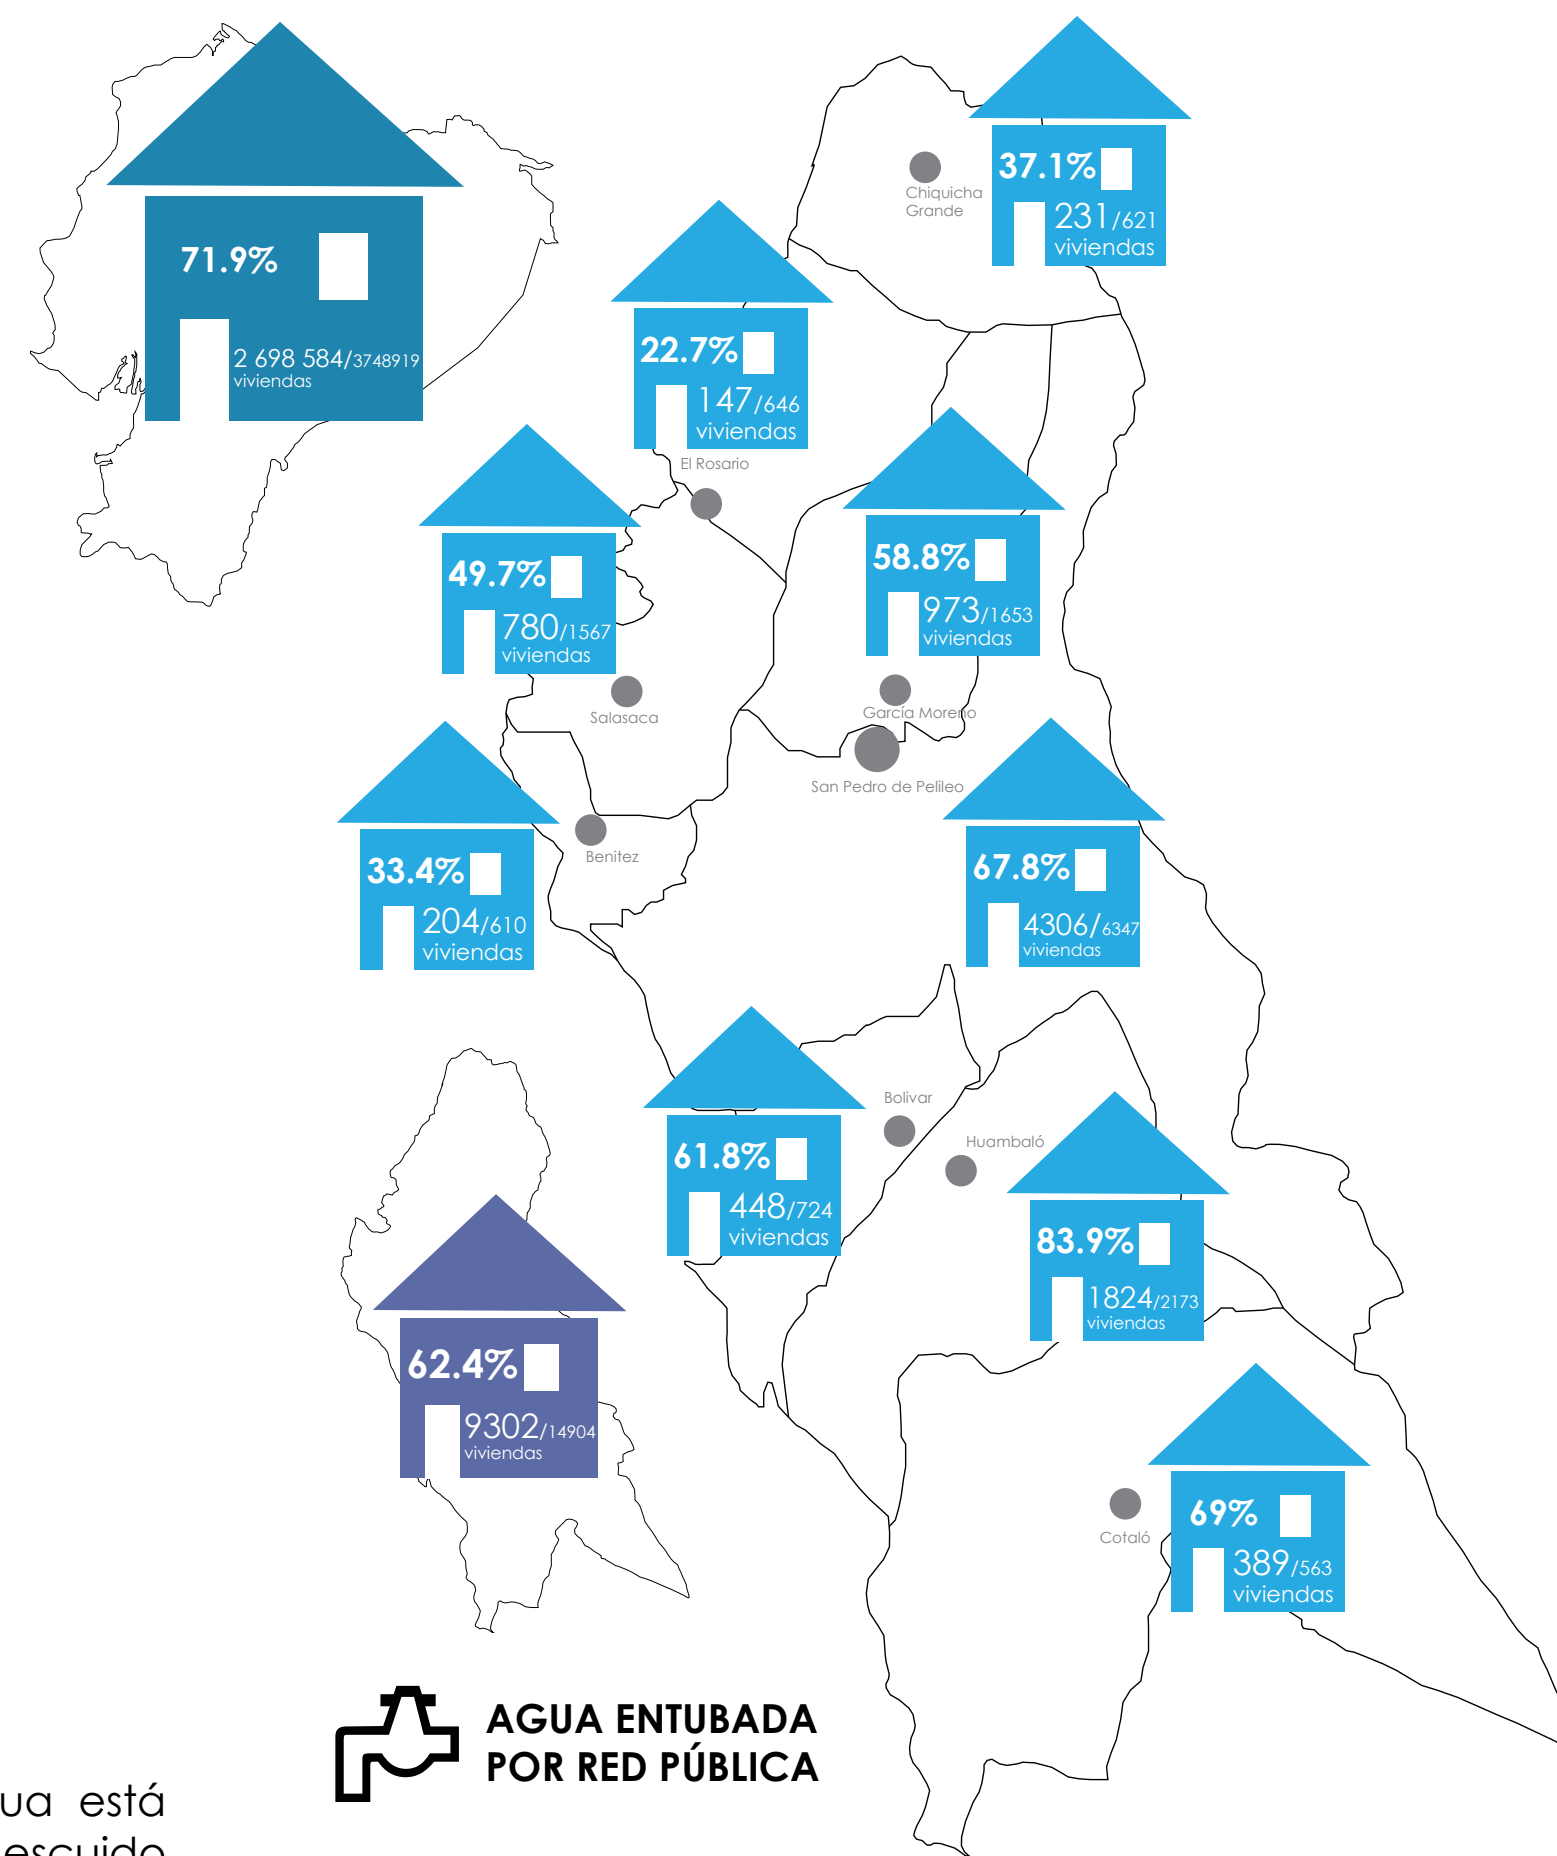 71.9%
2 698 584/3748919
viviendas
37.1%
231/621
viviendas
Chiquicha
Grande
22.7%
147/646
viviendas
El Rosario
49.7%
780/1567
viviendas
Salasaca
58.8%
973/1653
viviendas
García Moreno
San Pedro de Pelileo
33.4%
204/610
viviendas
Benitez
67.8%
4306/6347
viviendas
61.8%
448/724
viviendas
Bolivar
Huambaló
83.9%
1824/2173
viviendas
62.4%
9302/14904
viviendas
69%
389/563
viviendas
Cotaló
AGUA ENTUBADA
POR RED PÚBLICA
ua está
escuido